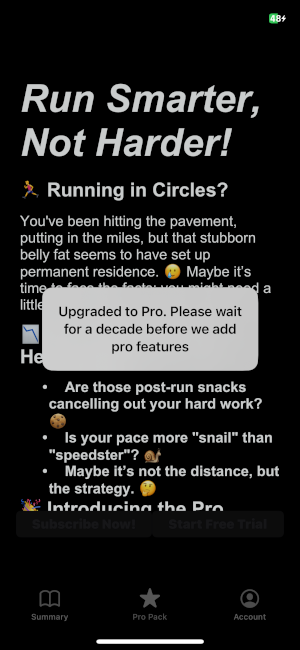 48
Run Smarter,
Not Harder!
🏃‍♀️ Running in Circles?
You've been hitting the pavement,
putting in the miles, but that stubborn
belly fat seems to have set up
permanent residence. 🥲 Maybe it's
time to face the facts: you might need a
little
Upgraded to Pro. Please wait
for a decade before we add
pro features
He
• Are those post-run snacks
cancelling out your hard work?
🍪
• Is your pace more "snail" than
"speedster"? 🐌
• Maybe it's not the distance, but
the strategy. 🤔
🎉 Introducing the Pro
Subscribe Now! Start Free Trial
Summary Pro Pack Account